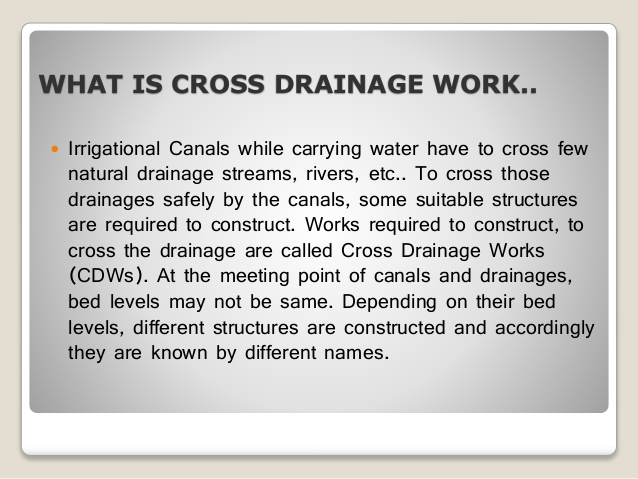 WHAT IS CROSS DRAINAGE WORK..
Irrigational Canals while carrying water have to cross few
natural drainage streams, rivers, etc.. To cross those
drainages safely by the canals, some suitable structures
are required to construct. Works required to construct, to
cross the drainage are called Cross Drainage Works
(CDWs). At the meeting point of canals and drainages,
bed levels may not be same. Depending on their bed
levels, different structures are constructed and accordingly
they are known by different names.